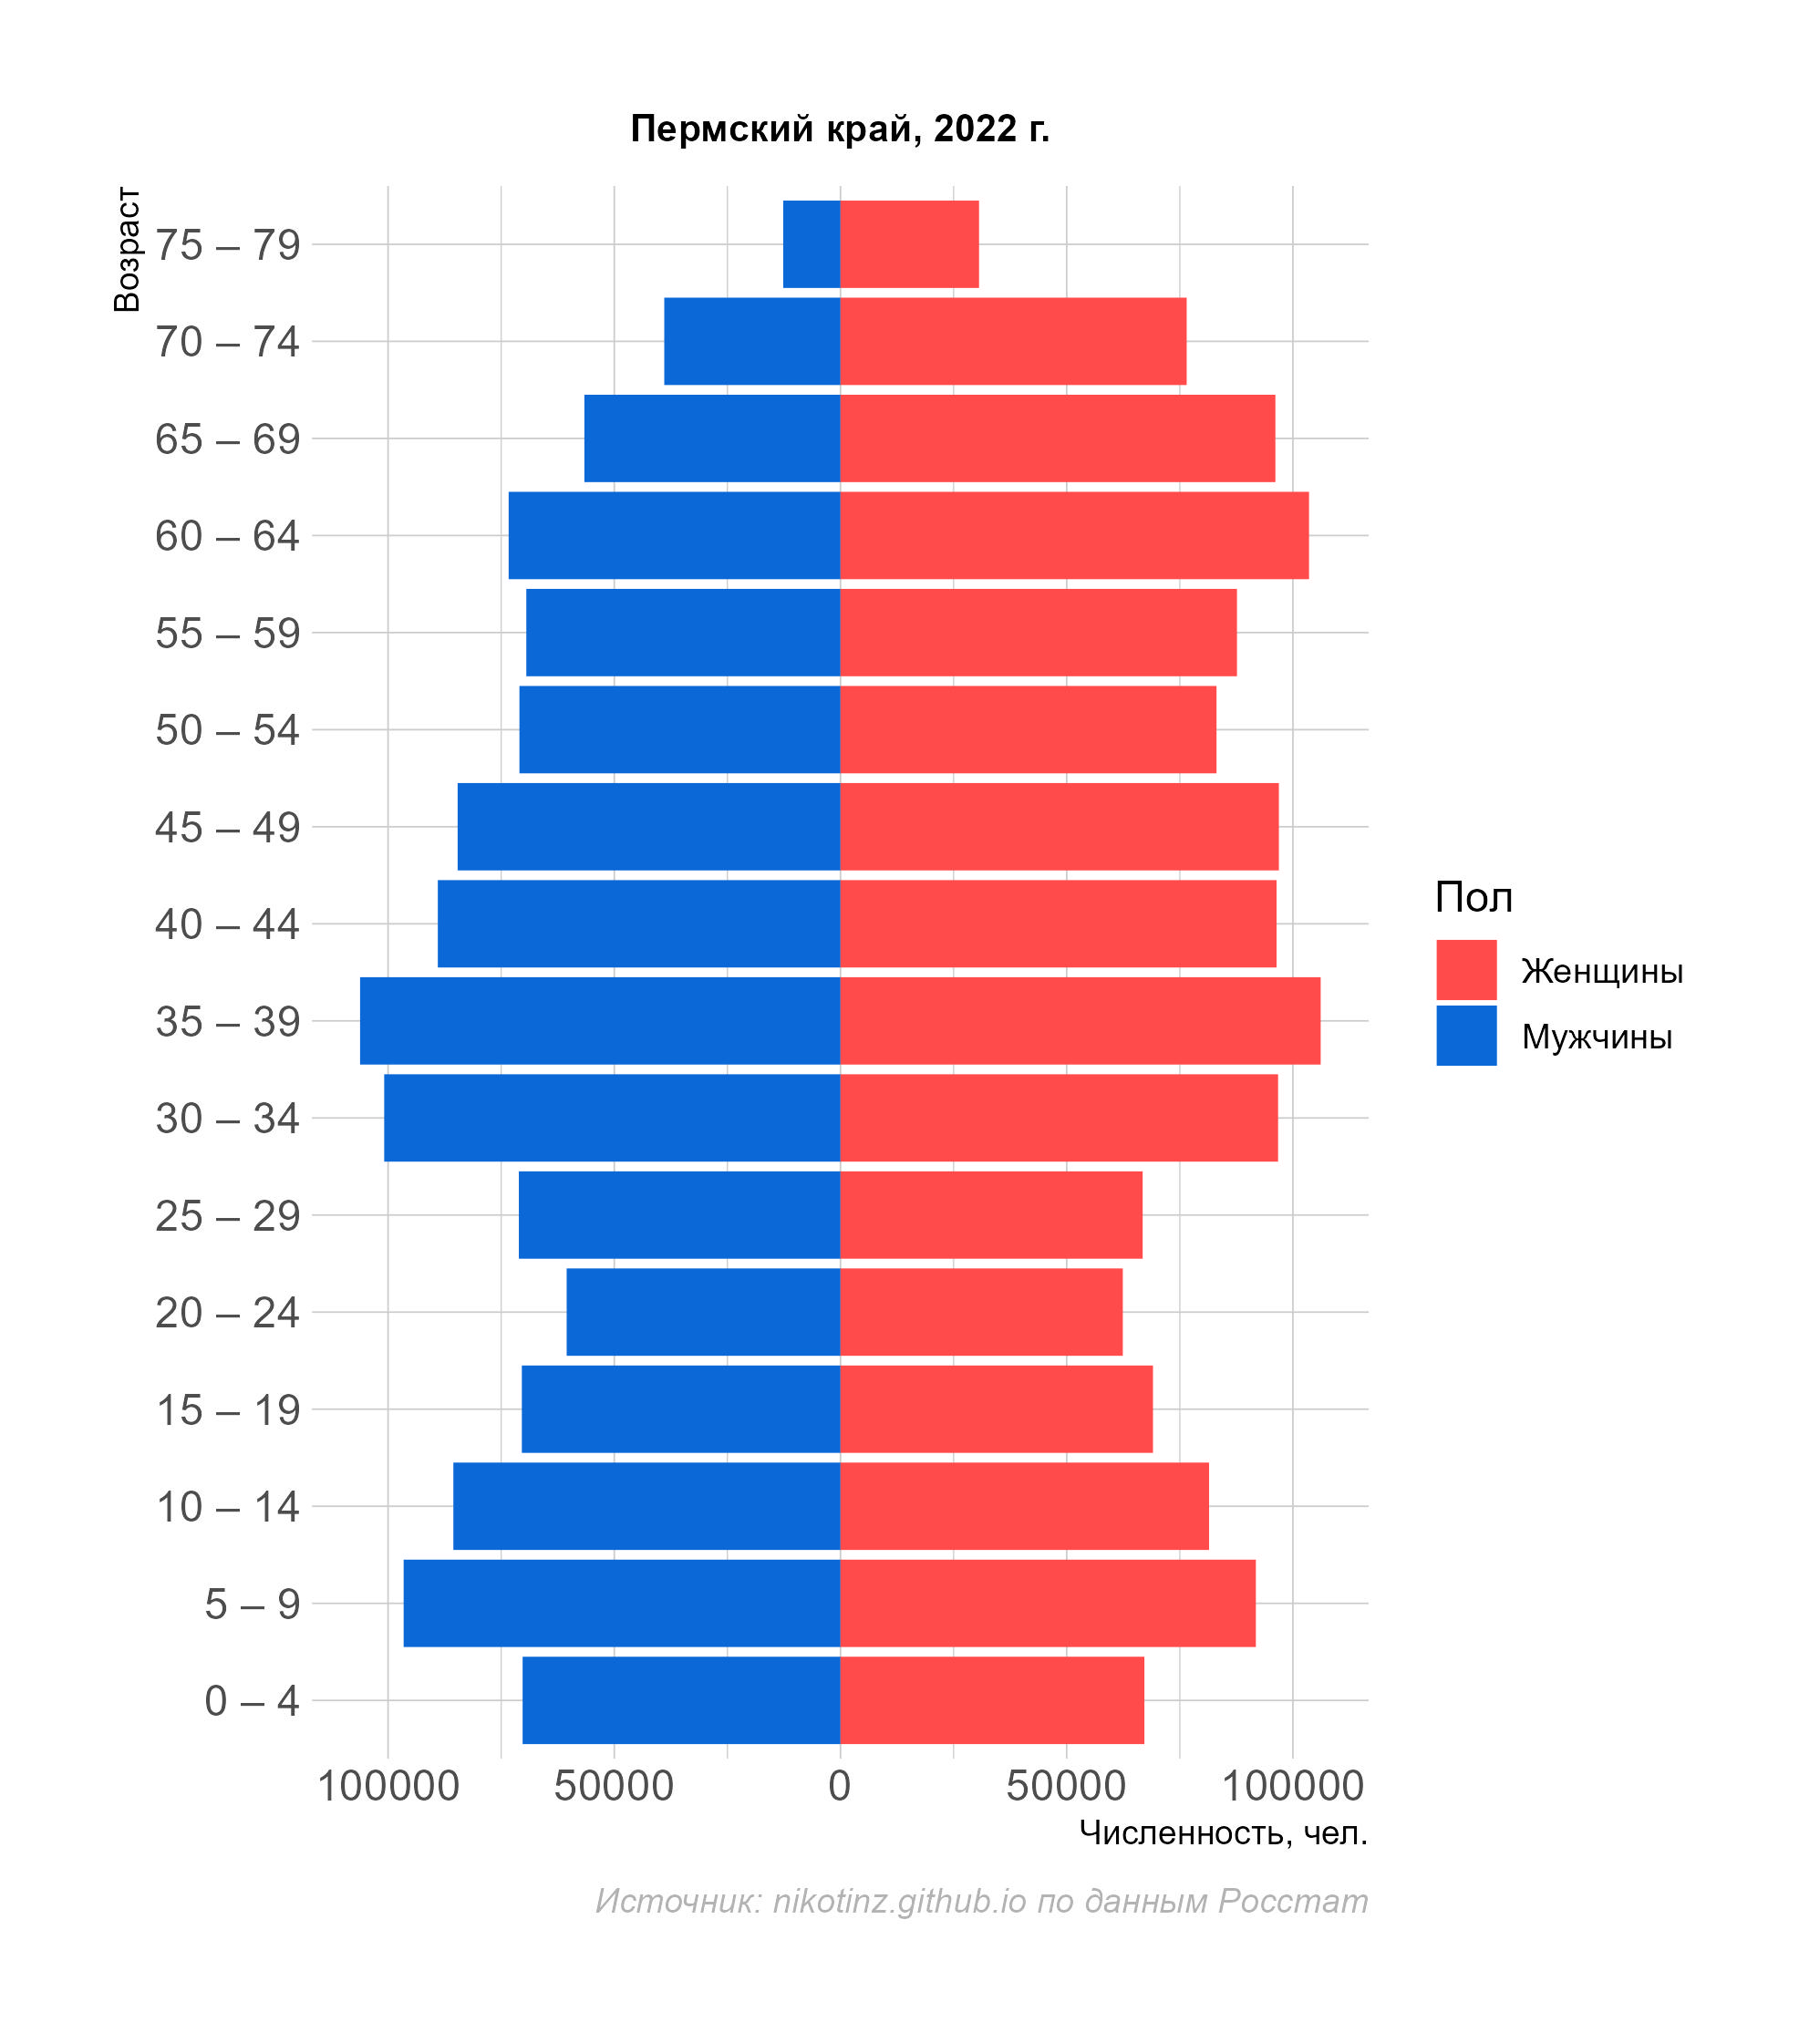 Пермский край, 2022 г.
Возраст
75 – 79
70 – 74
65 – 69
60 – 64
55 – 59
50 – 54
45 – 49
40 – 44
35 – 39
30 – 34
25 – 29
20 – 24
15 – 19
10 – 14
5 – 9
0 – 4
100000 50000 0 50000 100000
Численность, чел.
Пол
Женщины
Мужчины
Источник: nikotinz.github.io по данным Росстат